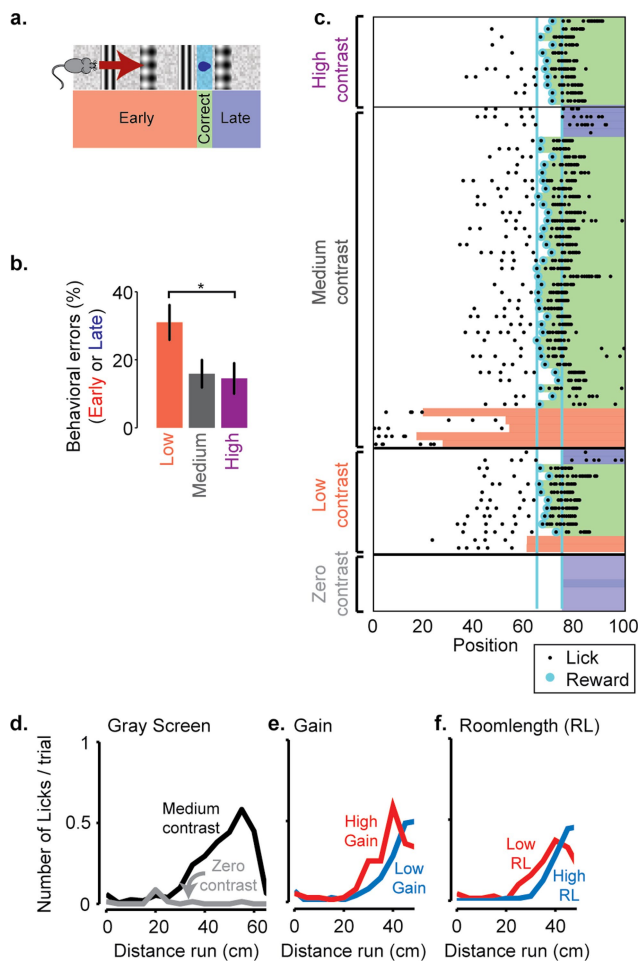 a.
Early
Correct
Late
b.
Behavioral errors (%)
(Early or Late)
40
20
0
*
Low
Medium
High
c.
High
contrast
Medium
contrast
Low
contrast
Zero
contrast
0 20 40 60 80 100
Position
Lick
Reward
d. Gray Screen
Number of Licks / trial
1
0.5
0
Medium
contrast
Zero
contrast
0 20 40 60
Distance run (cm)
e. Gain
High
Gain
Low
Gain
0 20 40
Distance run (cm)
f. Roomlength (RL)
Low
RL
High
RL
0 20 40
Distance run (cm)